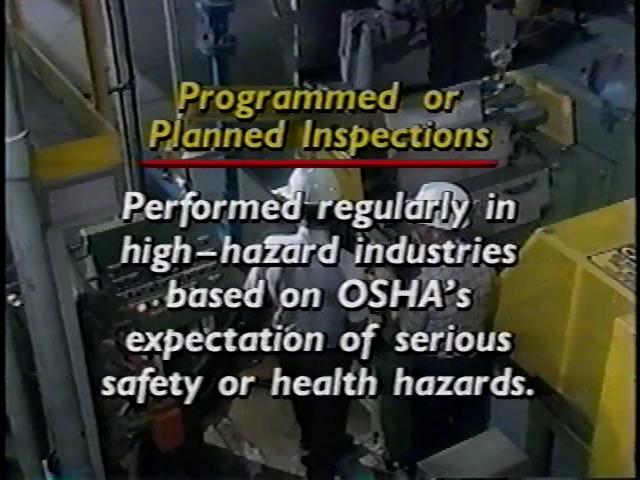 Programmed or
Planned Inspections
Performed regularly in
high–hazard industries
based on OSHA's
expectation of serious
safety or health hazards.